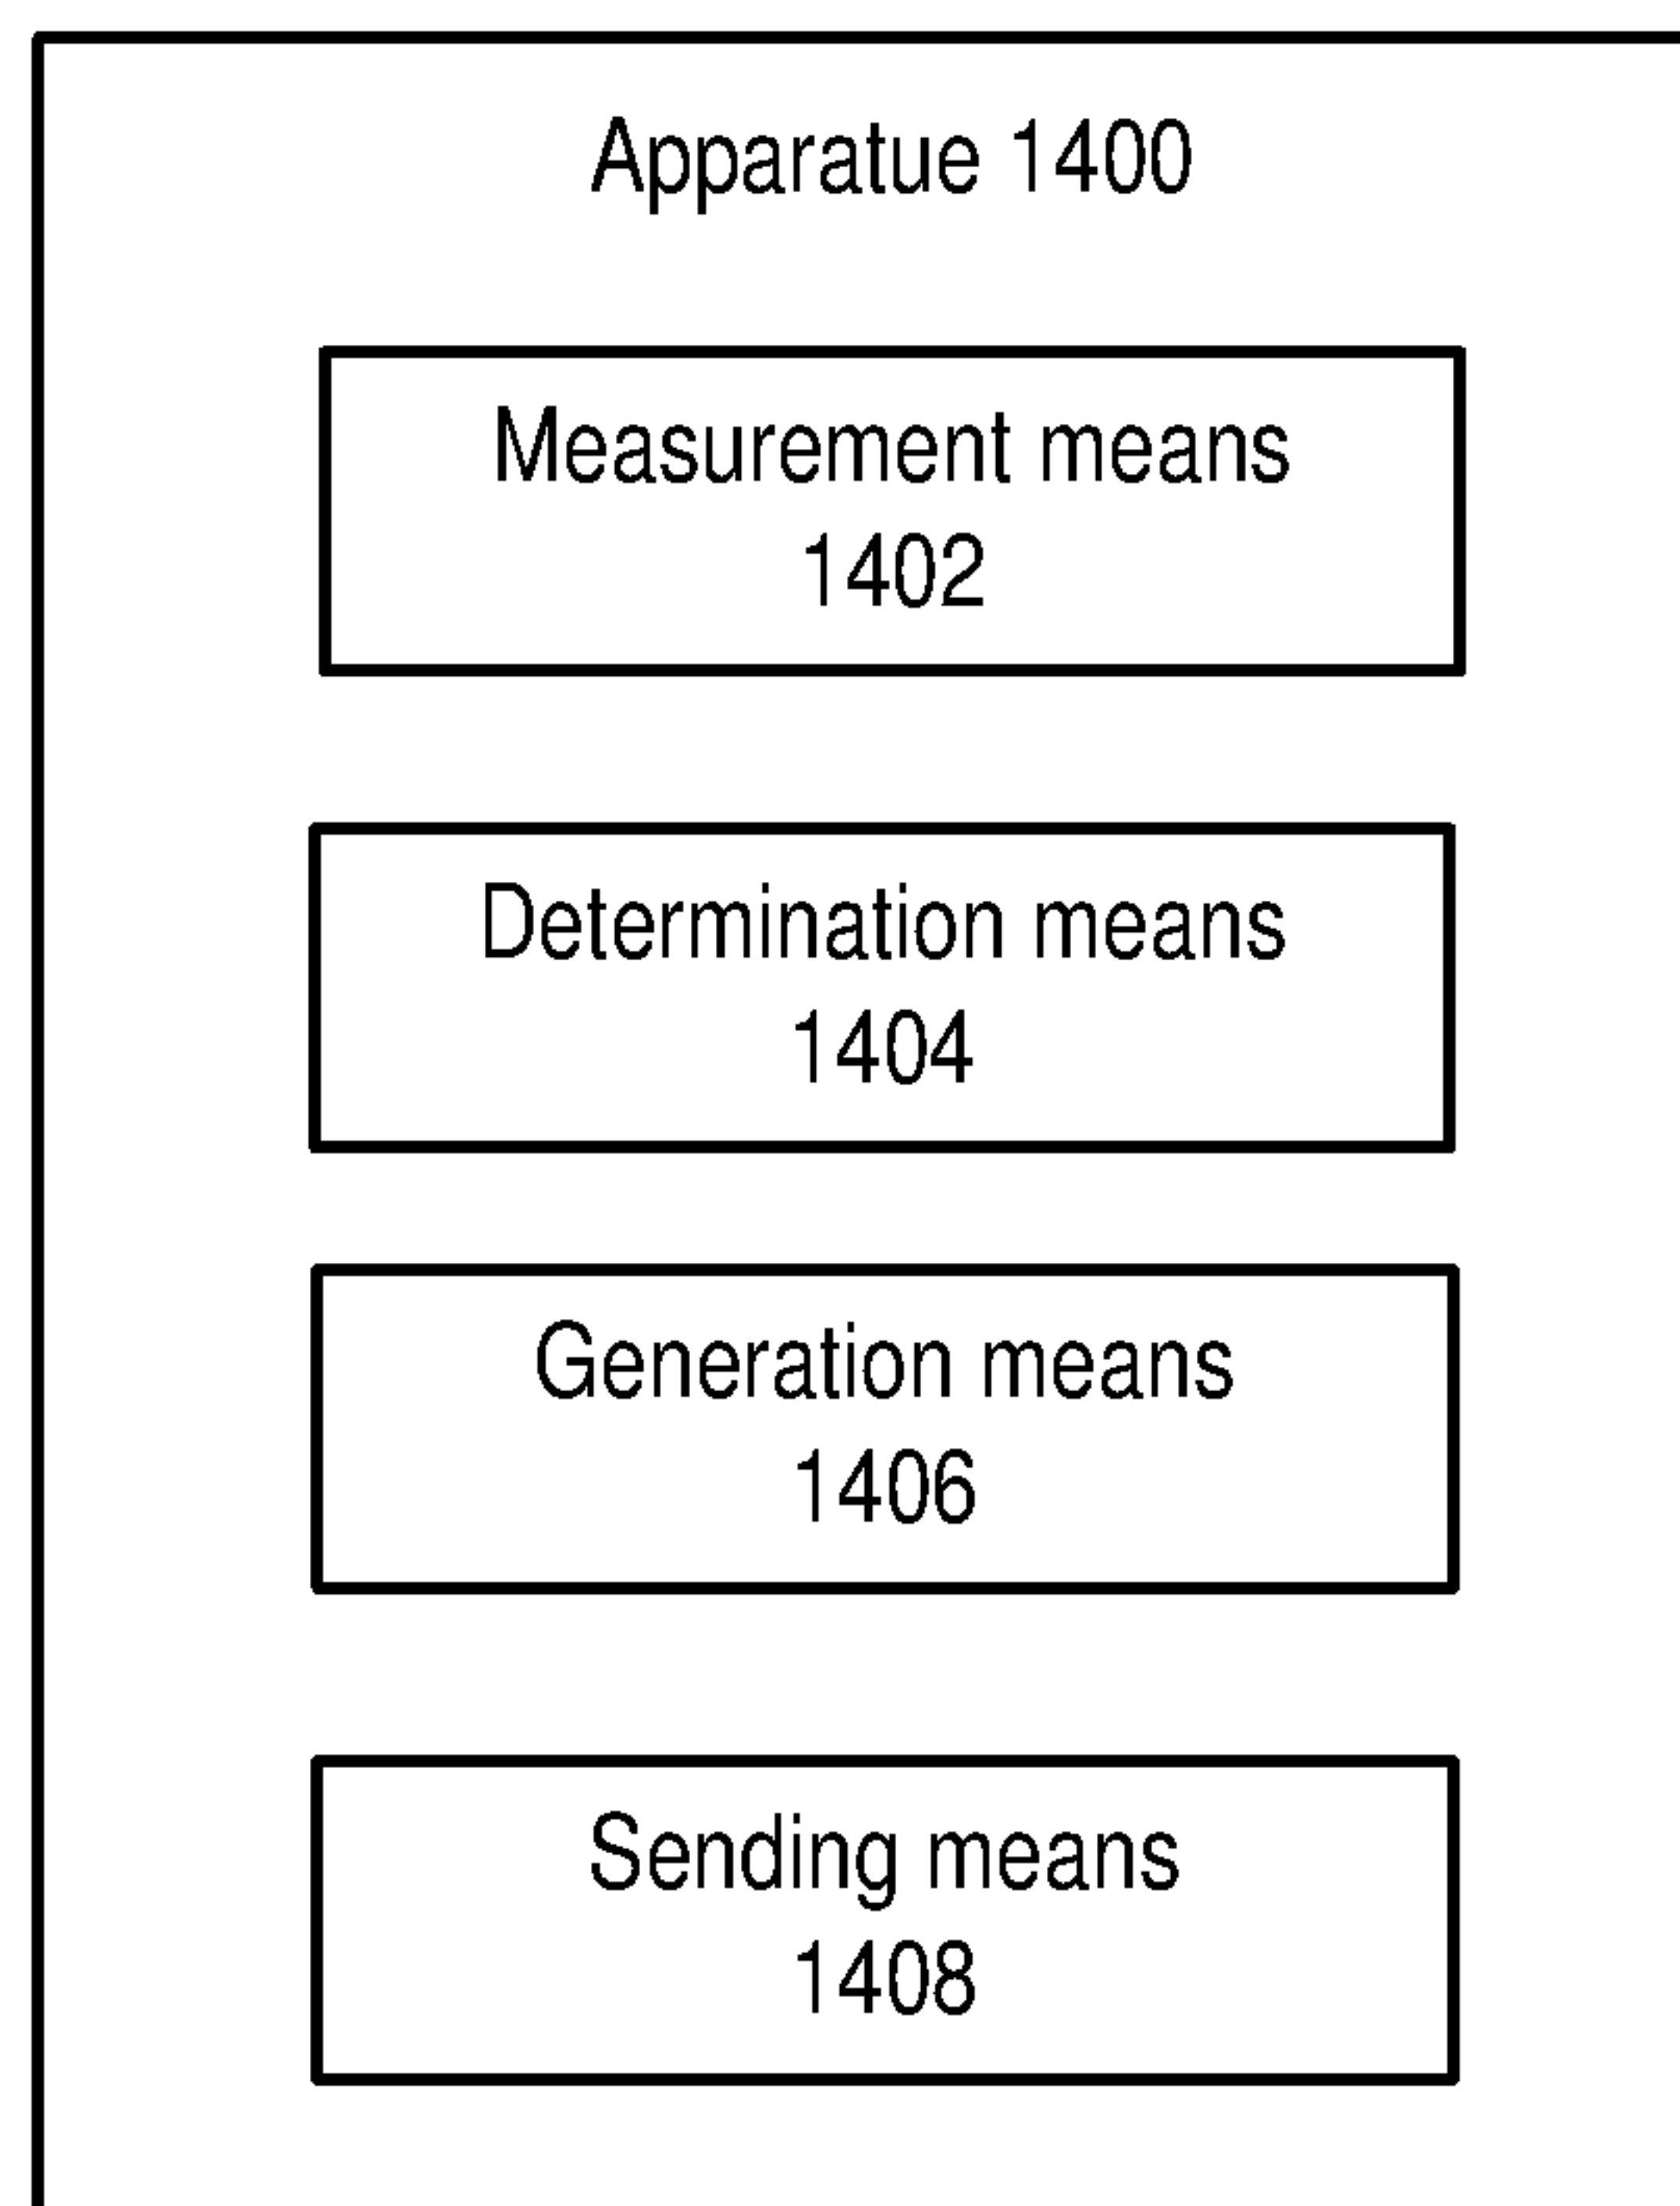 Apparatue 1400
Measurement means
1402
Determination means
1404
Generation means
1406
Sending means
1408